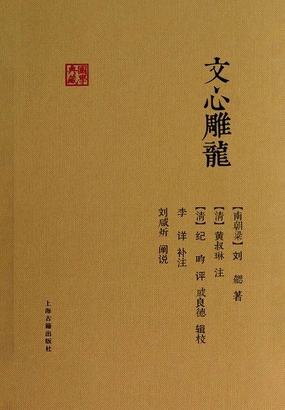 文心雕龍
国学典藏
[南朝梁]刘勰 著
[清]黄叔琳 注
[清]纪昀 评 戚良德 辑校
李详 补注
刘咸炘 阐说
上海古籍出版社